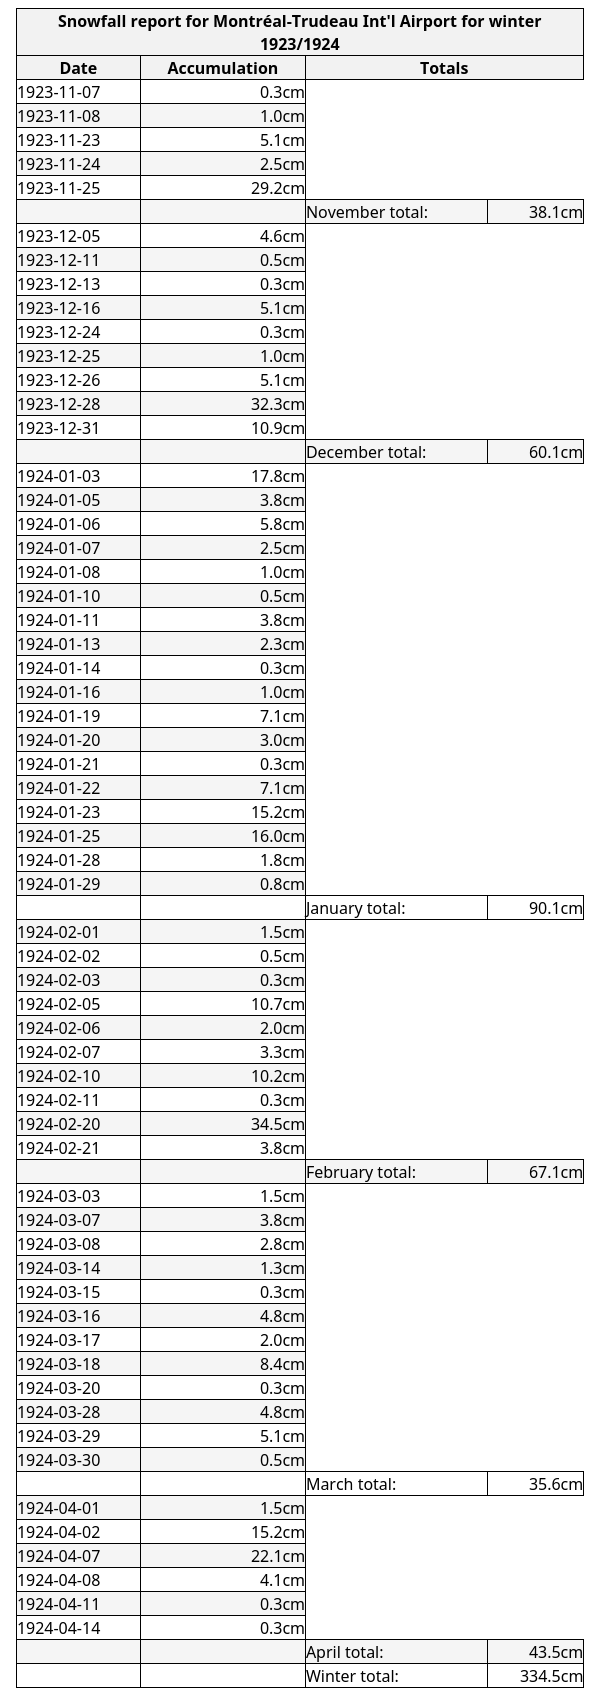 Snowfall report for Montréal-Trudeau Int'l Airport for winter
1923/1924
Date Accumulation Totals
1923-11-07 0.3cm
1923-11-08 1.0cm
1923-11-23 5.1cm
1923-11-24 2.5cm
1923-11-25 29.2cm
November total: 38.1cm
1923-12-05 4.6cm
1923-12-11 0.5cm
1923-12-13 0.3cm
1923-12-16 5.1cm
1923-12-24 0.3cm
1923-12-25 1.0cm
1923-12-26 5.1cm
1923-12-28 32.3cm
1923-12-31 10.9cm
December total: 60.1cm
1924-01-03 17.8cm
1924-01-05 3.8cm
1924-01-06 5.8cm
1924-01-07 2.5cm
1924-01-08 1.0cm
1924-01-10 0.5cm
1924-01-11 3.8cm
1924-01-13 2.3cm
1924-01-14 0.3cm
1924-01-16 1.0cm
1924-01-19 7.1cm
1924-01-20 3.0cm
1924-01-21 0.3cm
1924-01-22 7.1cm
1924-01-23 15.2cm
1924-01-25 16.0cm
1924-01-28 1.8cm
1924-01-29 0.8cm
January total: 90.1cm
1924-02-01 1.5cm
1924-02-02 0.5cm
1924-02-03 0.3cm
1924-02-05 10.7cm
1924-02-06 2.0cm
1924-02-07 3.3cm
1924-02-10 10.2cm
1924-02-11 0.3cm
1924-02-20 34.5cm
1924-02-21 3.8cm
February total: 67.1cm
1924-03-03 1.5cm
1924-03-07 3.8cm
1924-03-08 2.8cm
1924-03-14 1.3cm
1924-03-15 0.3cm
1924-03-16 4.8cm
1924-03-17 2.0cm
1924-03-18 8.4cm
1924-03-20 0.3cm
1924-03-28 4.8cm
1924-03-29 5.1cm
1924-03-30 0.5cm
March total: 35.6cm
1924-04-01 1.5cm
1924-04-02 15.2cm
1924-04-07 22.1cm
1924-04-08 4.1cm
1924-04-11 0.3cm
1924-04-14 0.3cm
April total: 43.5cm
Winter total: 334.5cm